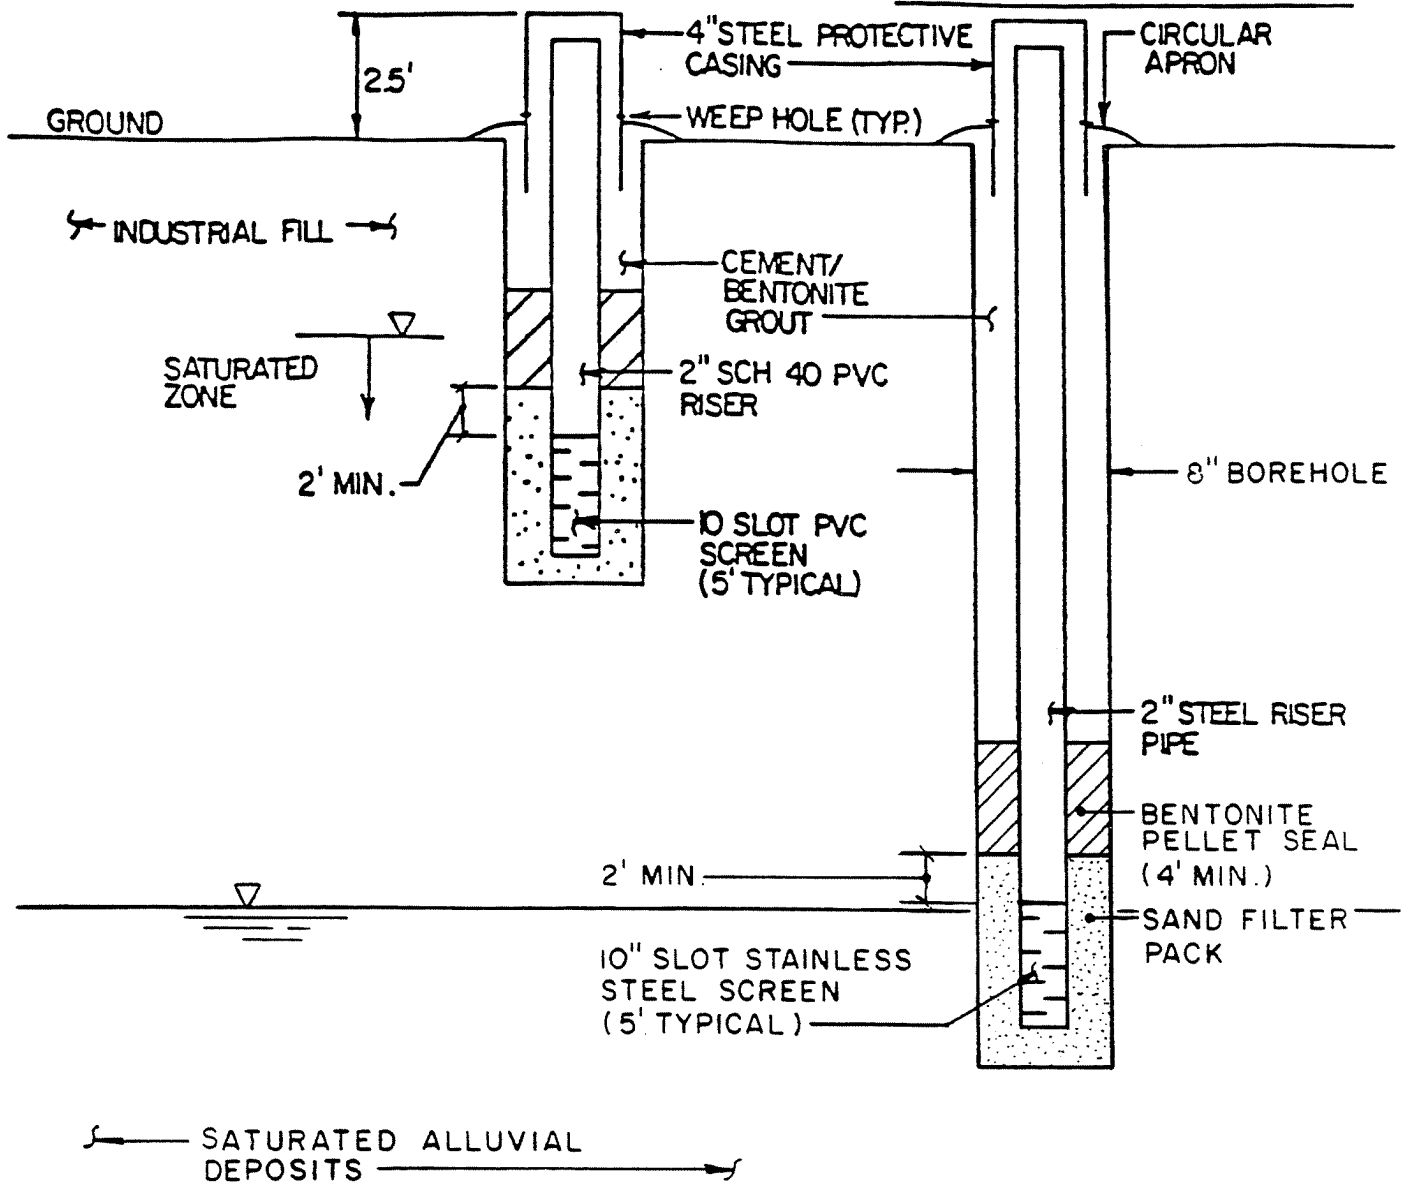 4" STEEL PROTECTIVE
CASING
CIRCULAR
APRON
2.5'
WEEP HOLE (TYP.)
GROUND
INDUSTRIAL FILL
CEMENT/
BENTONITE
GROUT
SATURATED
ZONE
2" SCH 40 PVC
RISER
2' MIN.
8" BOREHOLE
10 SLOT PVC
SCREEN
(5' TYPICAL)
2" STEEL RISER
PIPE
BENTONITE
PELLET SEAL
(4' MIN.)
2' MIN.
SAND FILTER
PACK
10" SLOT STAINLESS
STEEL SCREEN
(5' TYPICAL)
SATURATED ALLUVIAL
DEPOSITS